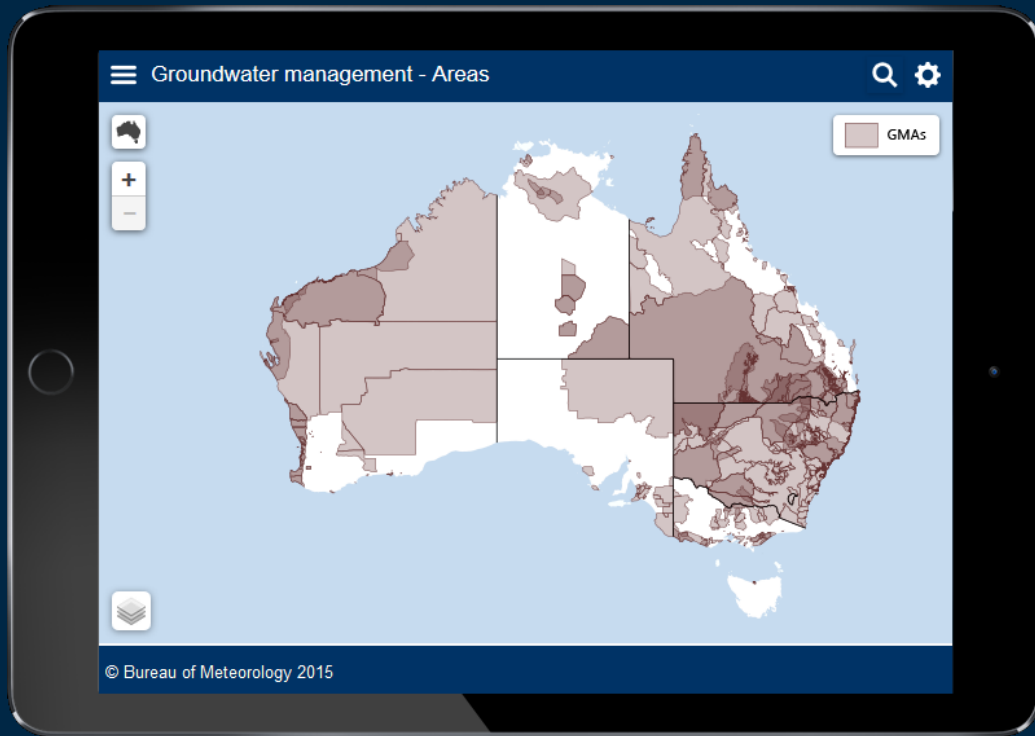 Groundwater management - Areas
GMAs
+
−
© Bureau of Meteorology 2015